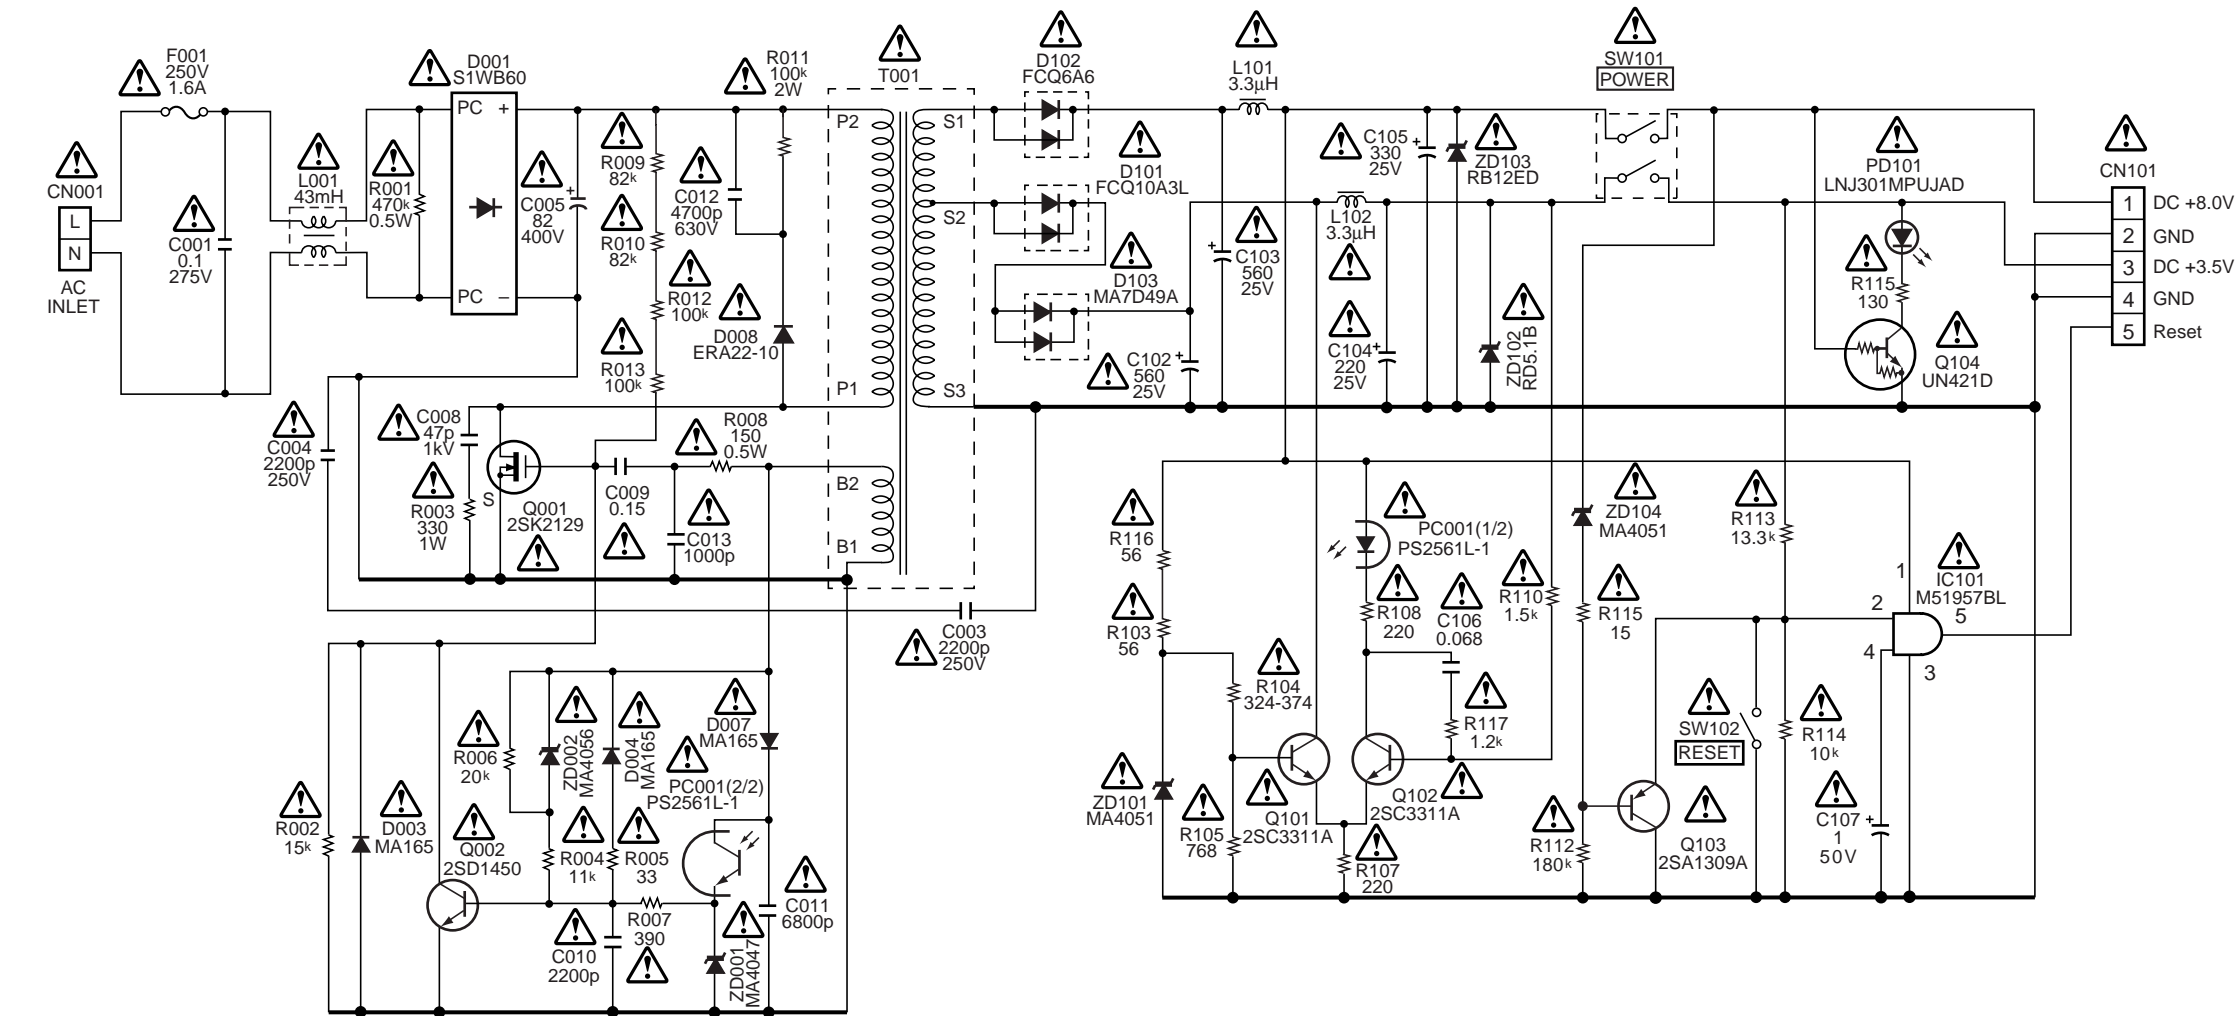 F001
250V
1.6A
D001
S1WB60
R011
100k
2W
T001
D102
FCQ6A6
L101
3.3µH
SW101
POWER
CN001
L
N
AC
INLET
C001
0.1
275V
L001
43mH
R001
470k
0.5W
PC +
PC –
C005
+
82
400V
R009
82k
R010
82k
R012
100k
R013
100k
C012
4700p
630V
D008
ERA22-10
P2
P1
S1
S2
S3
B2
B1
D101
FCQ10A3L
D103
MA7D49A
C102
+
560
25V
C103
+
560
25V
L102
3.3µH
C104
+
220
25V
C105
+
330
25V
ZD103
RB12ED
ZD102
RD5.1B
PD101
LNJ301MPUJAD
R115
130
Q104
UN421D
CN101
1 DC +8.0V
2 GND
3 DC +3.5V
4 GND
5 Reset
C004
2200p
250V
C008
47p
1kV
R003
330
1W
S
Q001
2SK2129
C009
0.15
R008
150
0.5W
C013
1000p
C003
2200p
250V
R002
15k
D003
MA165
Q002
2SD1450
R006
20k
ZD002
MA4056
D004
MA165
D007
MA165
PC001(2/2)
PS2561L-1
R004
11k
R005
33
R007
390
C010
2200p
ZD001
MA4047
C011
6800p
R116
56
R103
56
ZD101
MA4051
R104
324-374
R105
768
Q101
2SC3311A
PC001(1/2)
PS2561L-1
R108
220
C106
0.068
R117
1.2k
Q102
2SC3311A
R107
220
R110
1.5k
ZD104
MA4051
R115
15
R112
180k
Q103
2SA1309A
R113
13.3k
SW102
RESET
R114
10k
C107
+
1
50V
IC101
M51957BL
1
2
3
4
5